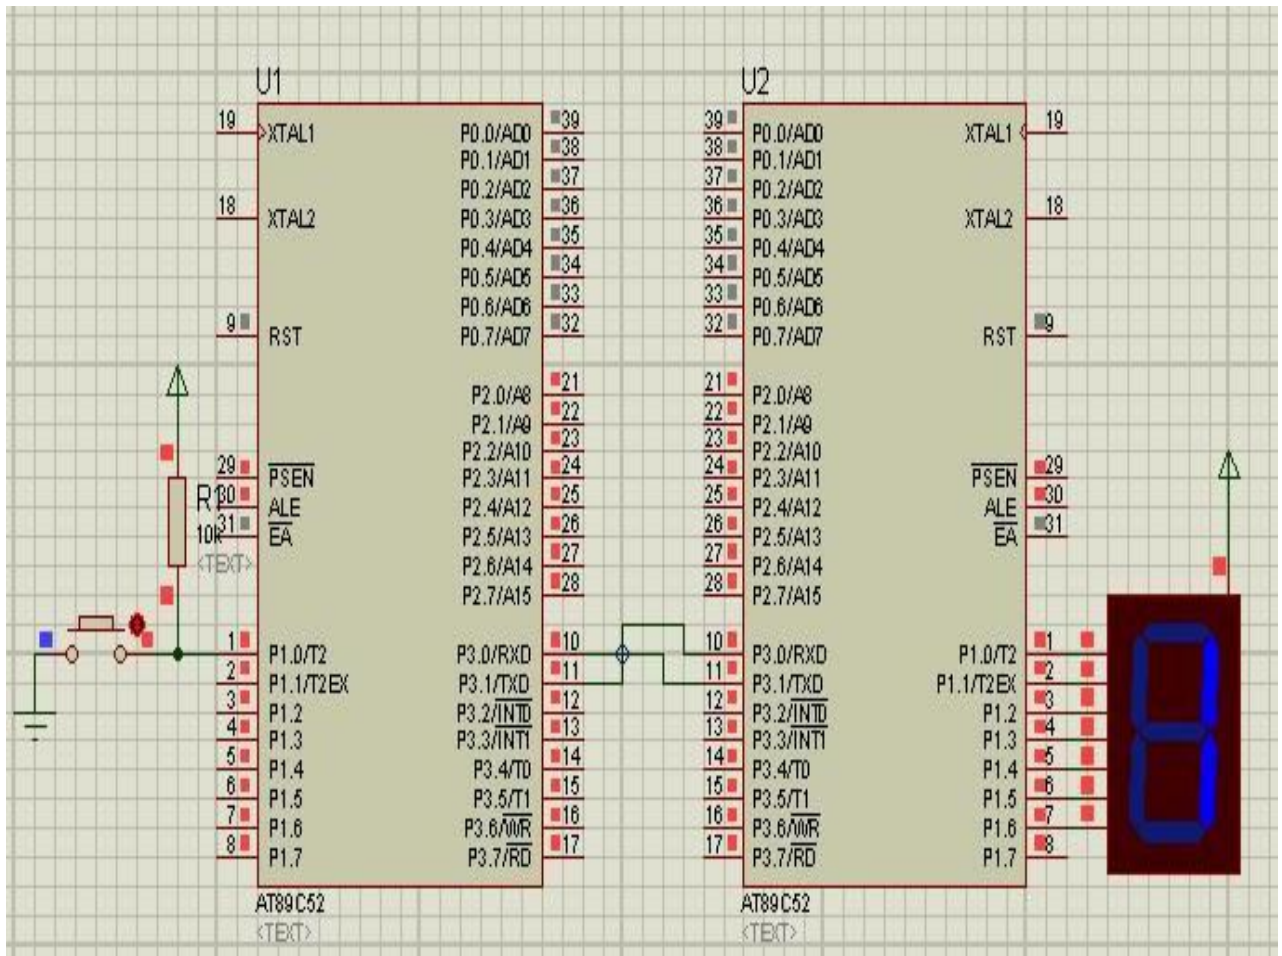 U1
19 XTAL1
18 XTAL2
9 RST
29 PSEN
30 ALE
31 EA
1 P1.0/T2
2 P1.1/T2EX
3 P1.2
4 P1.3
5 P1.4
6 P1.5
7 P1.6
8 P1.7
P0.0/AD0 39
P0.1/AD1 38
P0.2/AD2 37
P0.3/AD3 36
P0.4/AD4 35
P0.5/AD5 34
P0.6/AD6 33
P0.7/AD7 32
P2.0/A8 21
P2.1/A9 22
P2.2/A10 23
P2.3/A11 24
P2.4/A12 25
P2.5/A13 26
P2.6/A14 27
P2.7/A15 28
P3.0/RXD 10
P3.1/TXD 11
P3.2/INT0 12
P3.3/INT1 13
P3.4/T0 14
P3.5/T1 15
P3.6/WR 16
P3.7/RD 17
AT89C52
<TEXT>
R1
10k
<TEXT>
U2
39 P0.0/AD0
38 P0.1/AD1
37 P0.2/AD2
36 P0.3/AD3
35 P0.4/AD4
34 P0.5/AD5
33 P0.6/AD6
32 P0.7/AD7
21 P2.0/A8
22 P2.1/A9
23 P2.2/A10
24 P2.3/A11
25 P2.4/A12
26 P2.5/A13
27 P2.6/A14
28 P2.7/A15
10 P3.0/RXD
11 P3.1/TXD
12 P3.2/INT0
13 P3.3/INT1
14 P3.4/T0
15 P3.5/T1
16 P3.6/WR
17 P3.7/RD
XTAL1 19
XTAL2 18
RST 9
PSEN 29
ALE 30
EA 31
P1.0/T2 1
P1.1/T2EX 2
P1.2 3
P1.3 4
P1.4 5
P1.5 6
P1.6 7
P1.7 8
AT89C52
<TEXT>